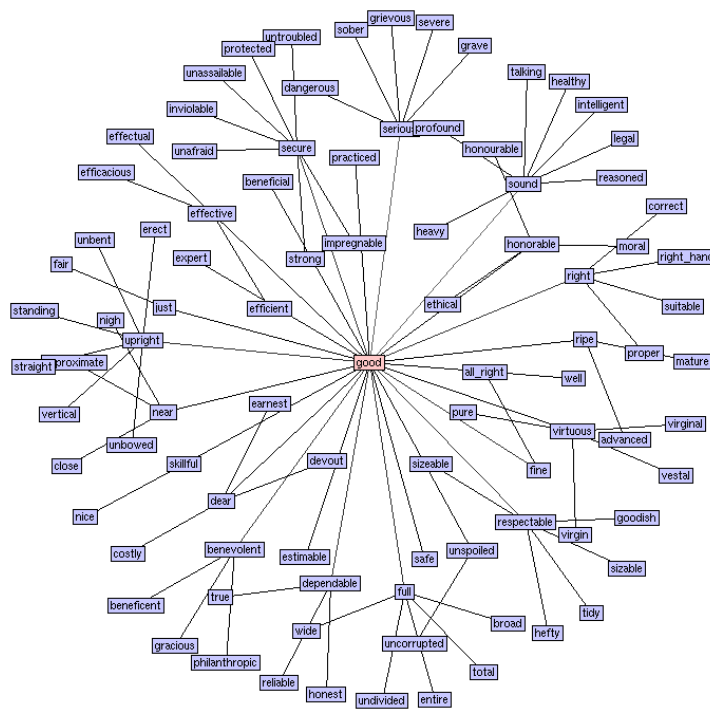 grievous
severe
sober
untroubled
protected
grave
talking
unassailable
healthy
dangerous
intelligent
inviolable
serious
profound
effectual
legal
secure
honourable
unafraid
practiced
efficacious
reasoned
beneficial
sound
correct
effective
erect
heavy
unbent
impregnable
honorable
moral
expert
strong
right_hand
fair
right
just
efficient
ethical
suitable
standing
nigh
upright
ripe
proper
straight
proximate
good
mature
all_right
well
vertical
near
earnest
pure
virginal
unbowed
virtuous
advanced
close
skillful
devout
sizeable
fine
vestal
nice
dear
respectable
goodish
costly
benevolent
estimable
safe
unspoiled
virgin
sizable
beneficent
true
dependable
full
tidy
gracious
wide
uncorrupted
broad
hefty
philanthropic
reliable
honest
undivided
entire
total